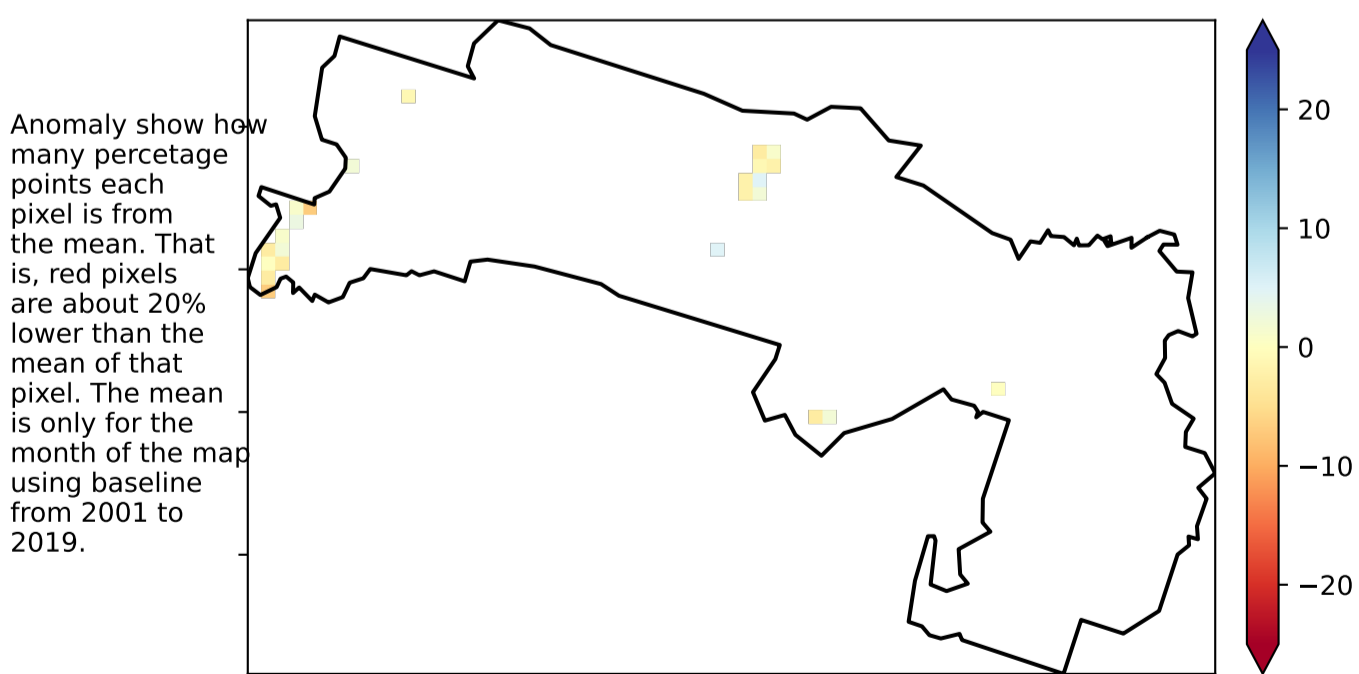 Anomaly show how
many percetage
points each
pixel is from
the mean. That
is, red pixels
are about 20%
lower than the
mean of that
pixel. The mean
is only for the
month of the map
using baseline
from 2001 to
2019.
20
10
0
−10
−20